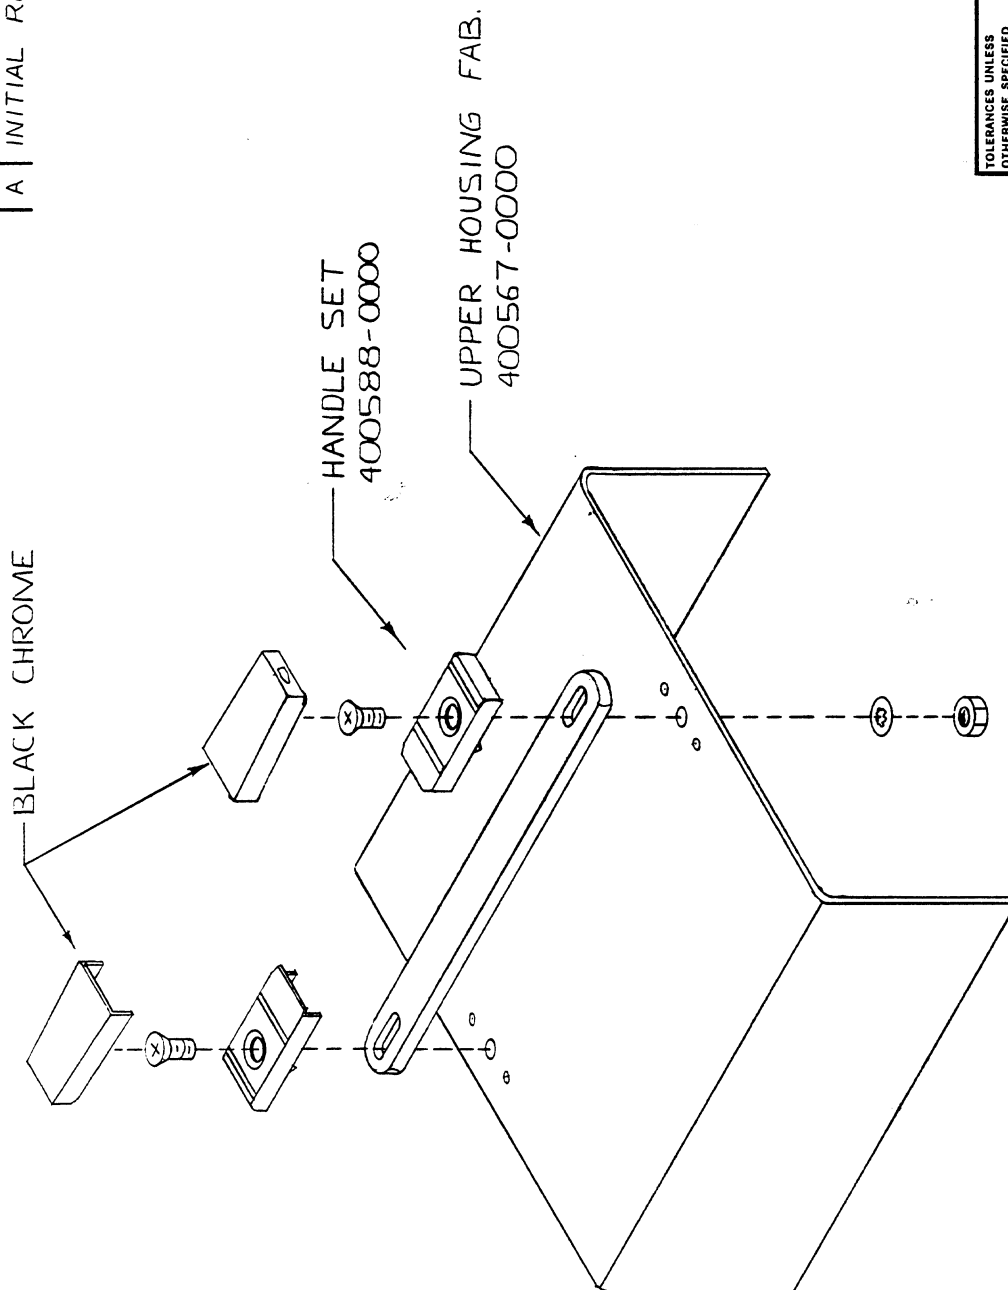 A INITIAL
BLACK CHROME
HANDLE SET
400588-0000
UPPER HOUSING FAB.
400567-0000
TOLERANCES UNLESS
OTHERWISE SPECIFIED